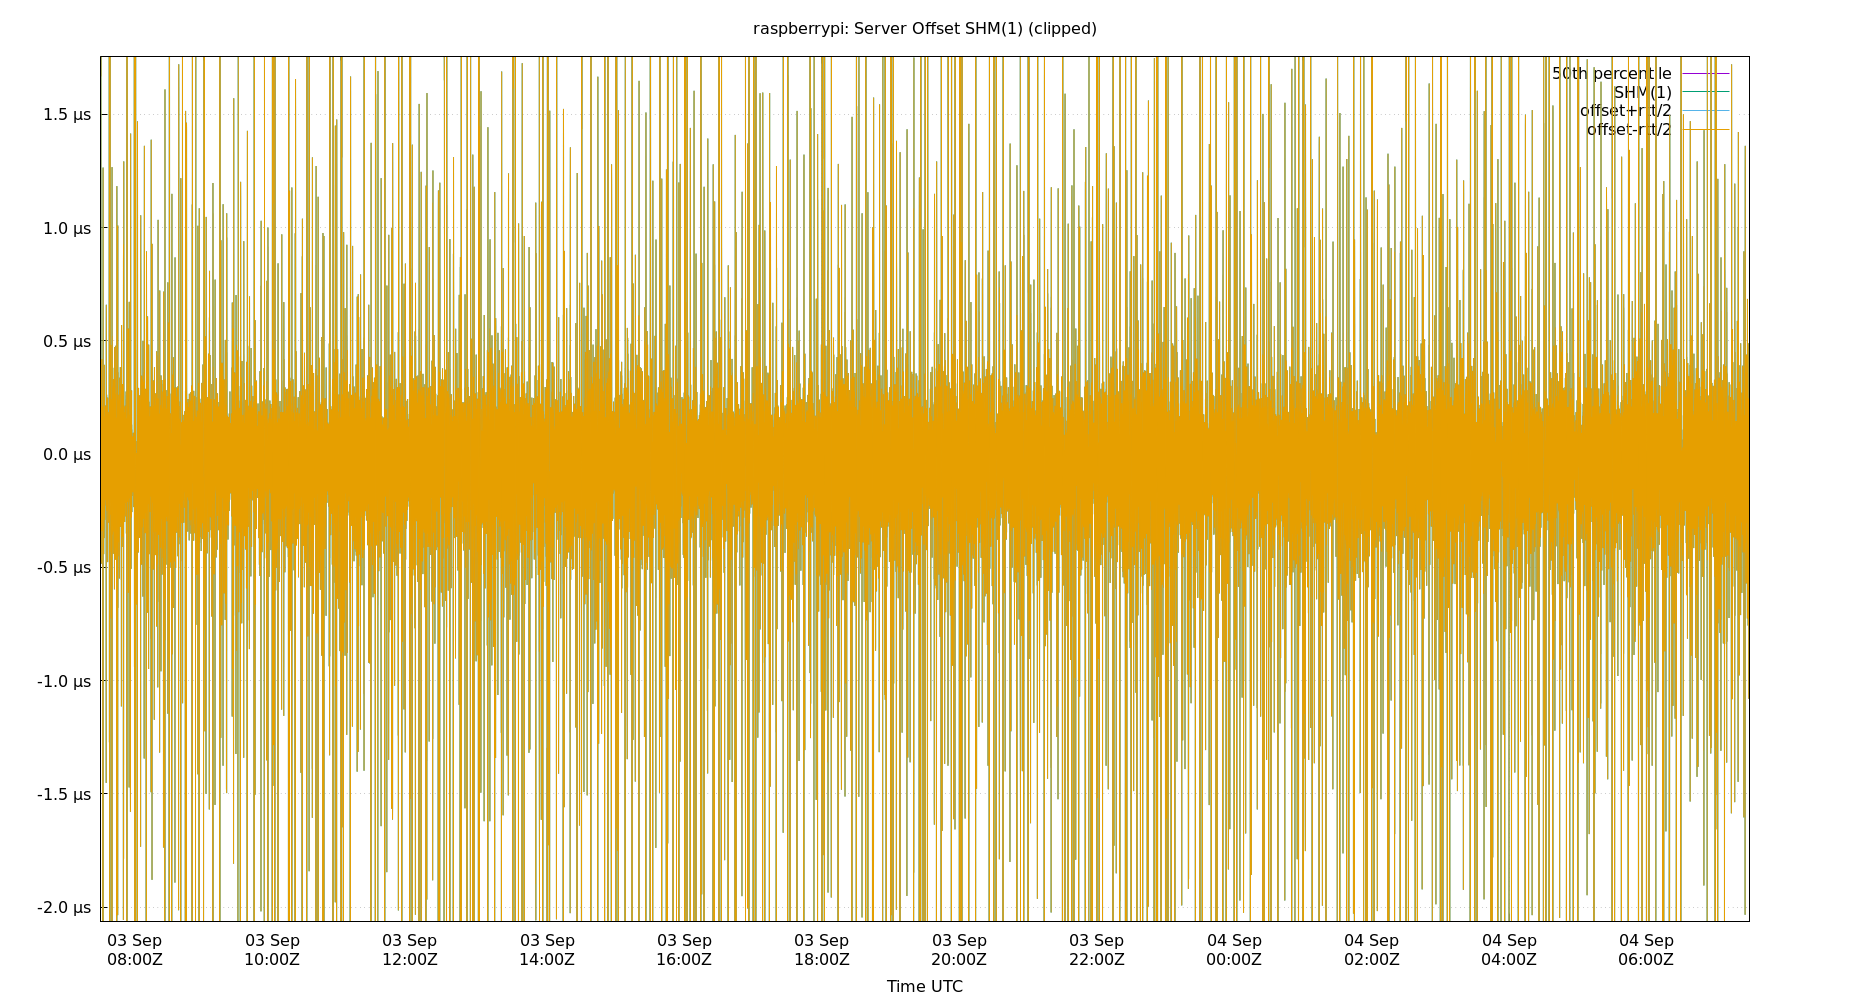 raspberrypi: Server Offset SHM(1) (clipped)
50th percentile
SHM(1)
offset+rtt/2
offset-rtt/2
1.5 µs
1.0 µs
0.5 µs
0.0 µs
-0.5 µs
-1.0 µs
-1.5 µs
-2.0 µs
03 Sep 03 Sep 03 Sep 03 Sep 03 Sep 03 Sep 03 Sep 03 Sep 04 Sep 04 Sep 04 Sep 04 Sep
08:00Z 10:00Z 12:00Z 14:00Z 16:00Z 18:00Z 20:00Z 22:00Z 00:00Z 02:00Z 04:00Z 06:00Z
Time UTC